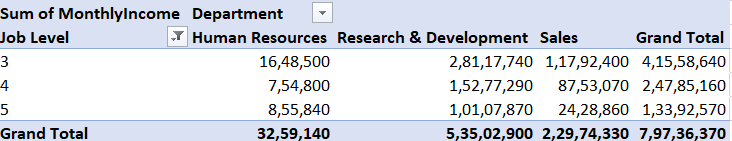 Sum of MonthlyIncome Department
Job Level Human Resources Research & Development Sales Grand Total
3 16,48,500 2,81,17,740 1,17,92,400 4,15,58,640
4 7,54,800 1,52,77,290 87,53,070 2,47,85,160
5 8,55,840 1,01,07,870 24,28,860 1,33,92,570
Grand Total 32,59,140 5,35,02,900 2,29,74,330 7,97,36,370